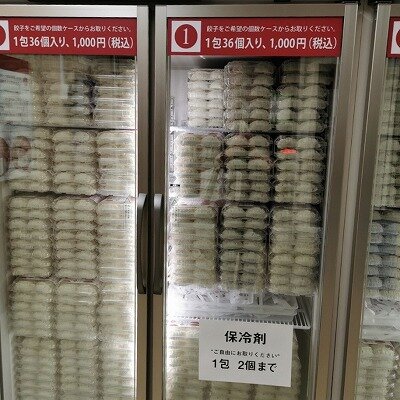 餃子をご希望の個数ケースからお取りください。
1包36個入り、1,000円(税込)
1
餃子をご希望の個数ケースからお取りください。
1包36個入り、1,000円(税込)
保冷剤
"ご自由にお取りください"
1包 2個まで